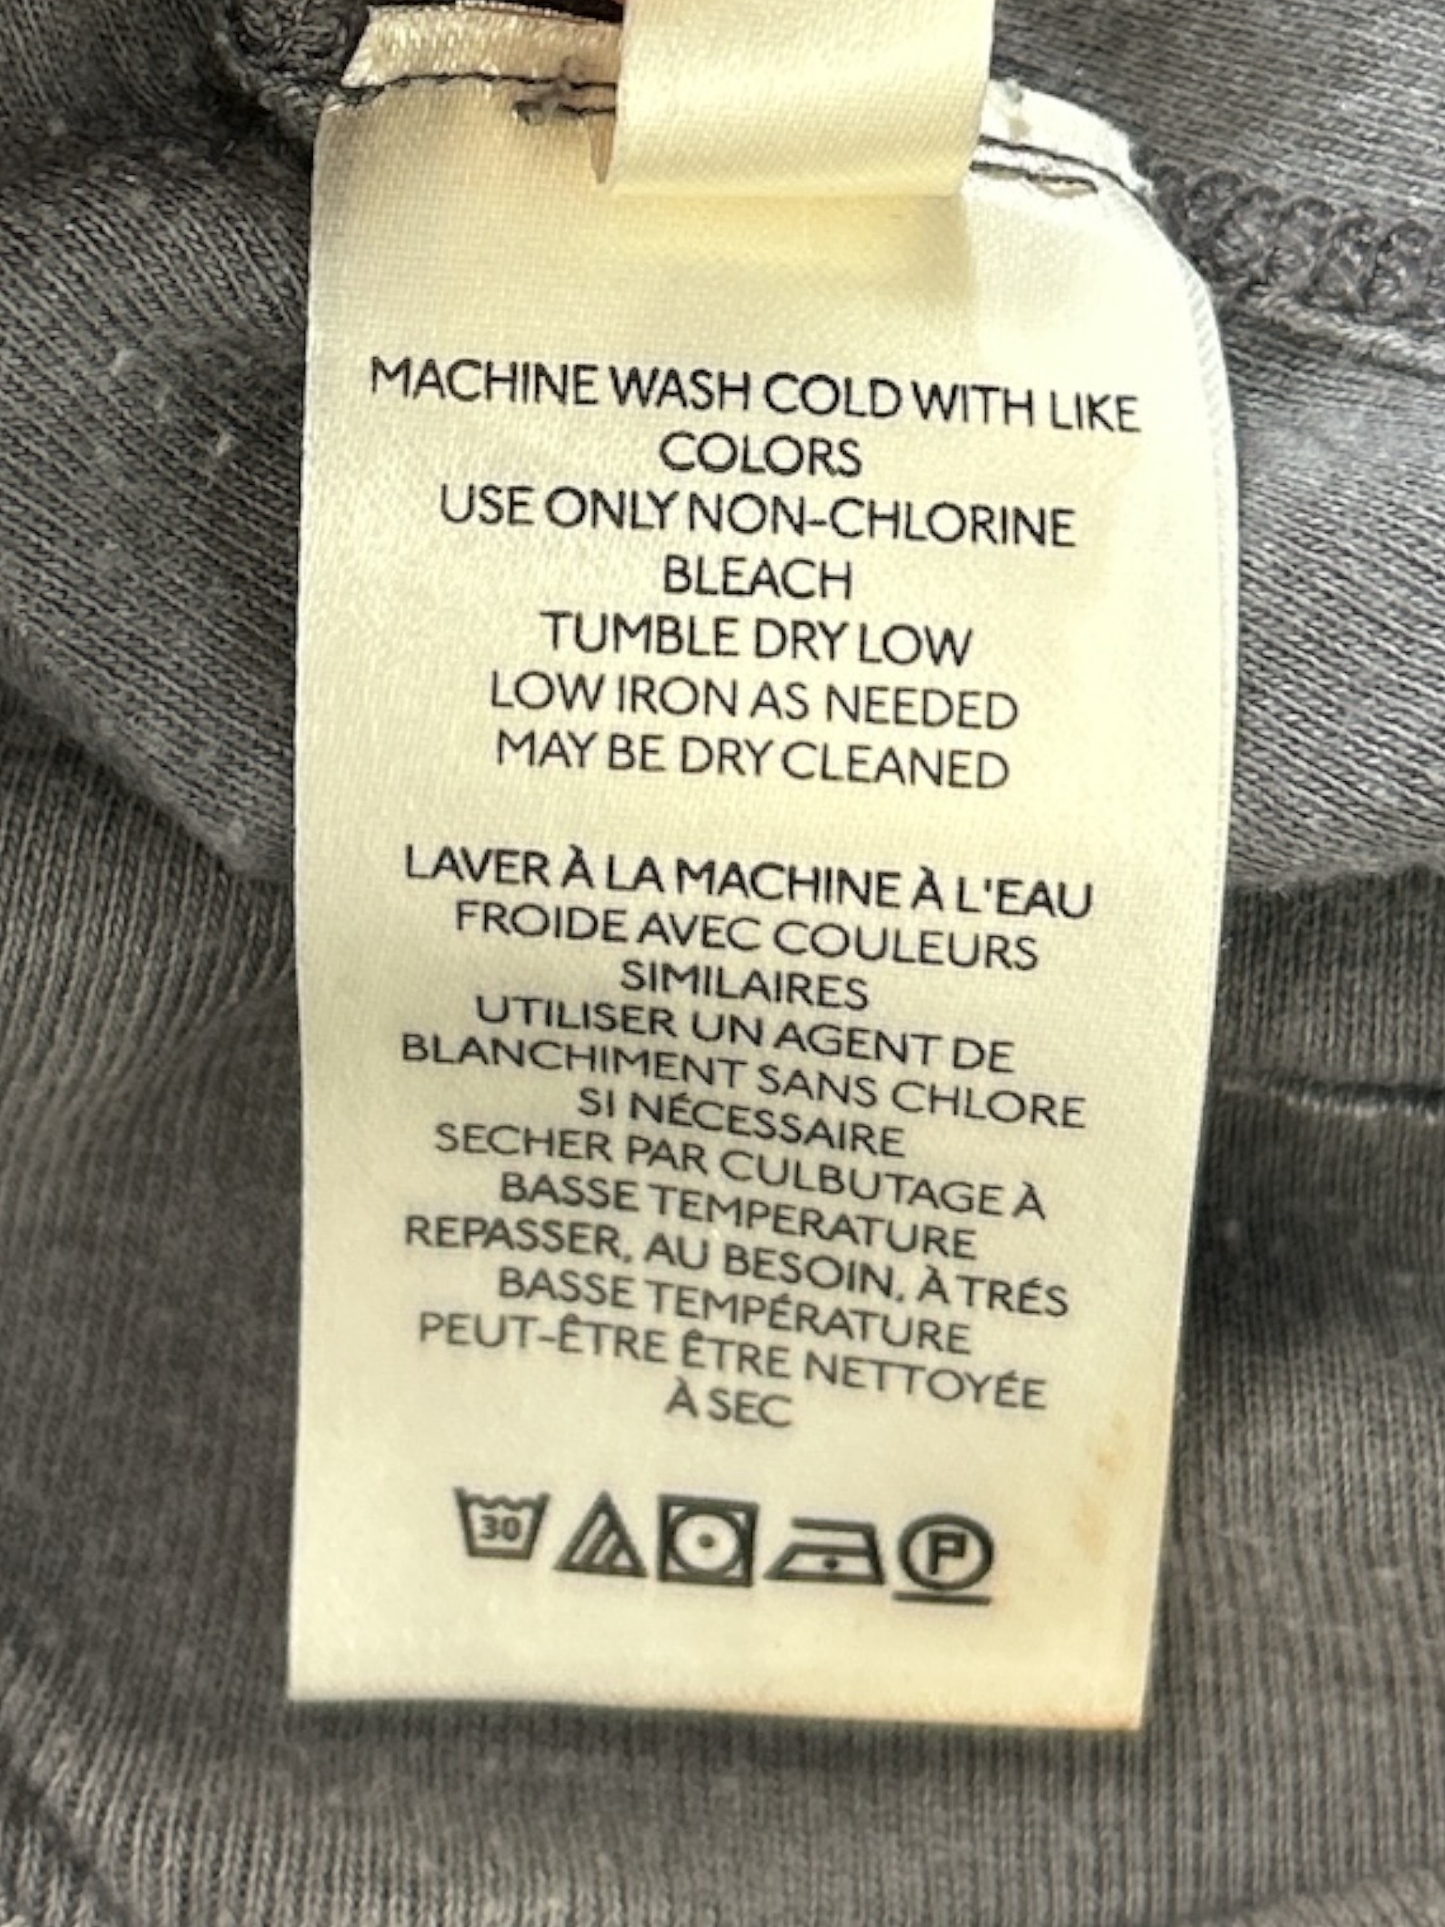 MACHINE WASH COLD WITH LIKE
COLORS
USE ONLY NON-CHLORINE
BLEACH
TUMBLE DRY LOW
LOW IRON AS NEEDED
MAY BE DRY CLEANED
LAVER À LA MACHINE À L'EAU
FROIDE AVEC COULEURS
SIMILAIRES
UTILISER UN AGENT DE
BLANCHIMENT SANS CHLORE
SI NÉCESSAIRE
SECHER PAR CULBUTAGE À
BASSE TEMPERATURE
REPASSER, AU BESOIN, À TRÉS
BASSE TEMPÉRATURE
PEUT-ÊTRE ÊTRE NETTOYÉE
À SEC
30 P